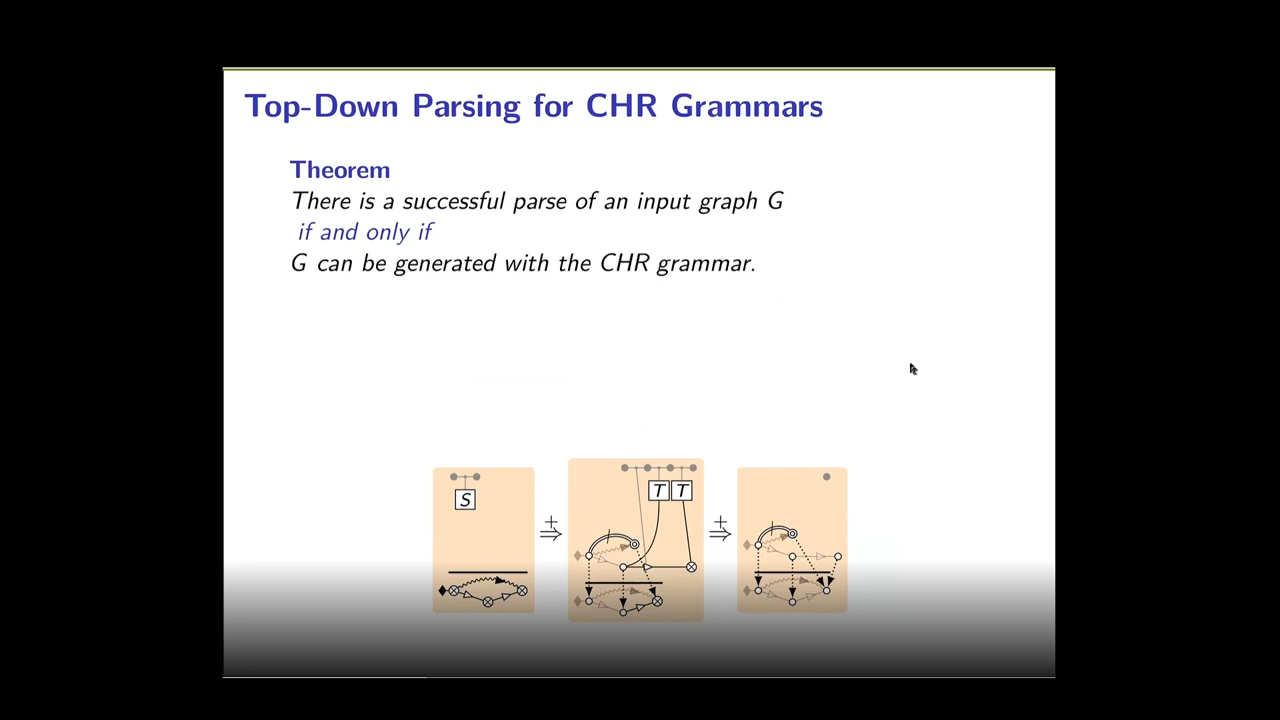 Top-Down Parsing for CHR Grammars
Theorem
There is a successful parse of an input graph G
if and only if
G can be generated with the CHR grammar.
S + ⇒ T T + ⇒